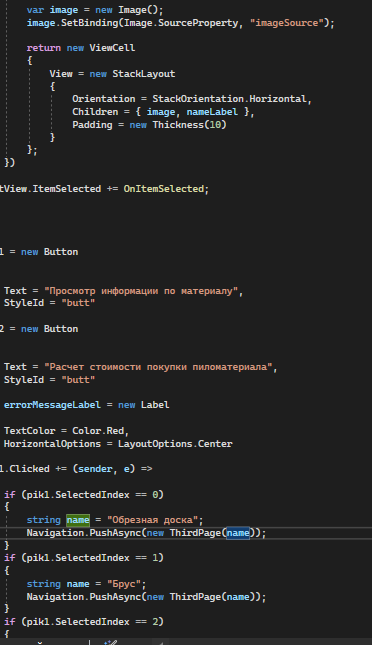 var image = new Image();
image.SetBinding(Image.SourceProperty, "imageSource");
return new ViewCell
{
View = new StackLayout
{
Orientation = StackOrientation.Horizontal,
Children = { image, nameLabel },
Padding = new Thickness(10)
}
};
})
tView.ItemSelected += OnItemSelected;
1 = new Button
Text = "Просмотр информации по материалу",
StyleId = "butt"
2 = new Button
Text = "Расчет стоимости покупки пиломатериала",
StyleId = "butt"
errorMessageLabel = new Label
TextColor = Color.Red,
HorizontalOptions = LayoutOptions.Center
1.Clicked += (sender, e) =>
if (pik1.SelectedIndex == 0)
{
string name = "Обрезная доска";
Navigation.PushAsync(new ThirdPage(name));
}
if (pik1.SelectedIndex == 1)
{
string name = "Брус";
Navigation.PushAsync(new ThirdPage(name));
}
if (pik1.SelectedIndex == 2)
{